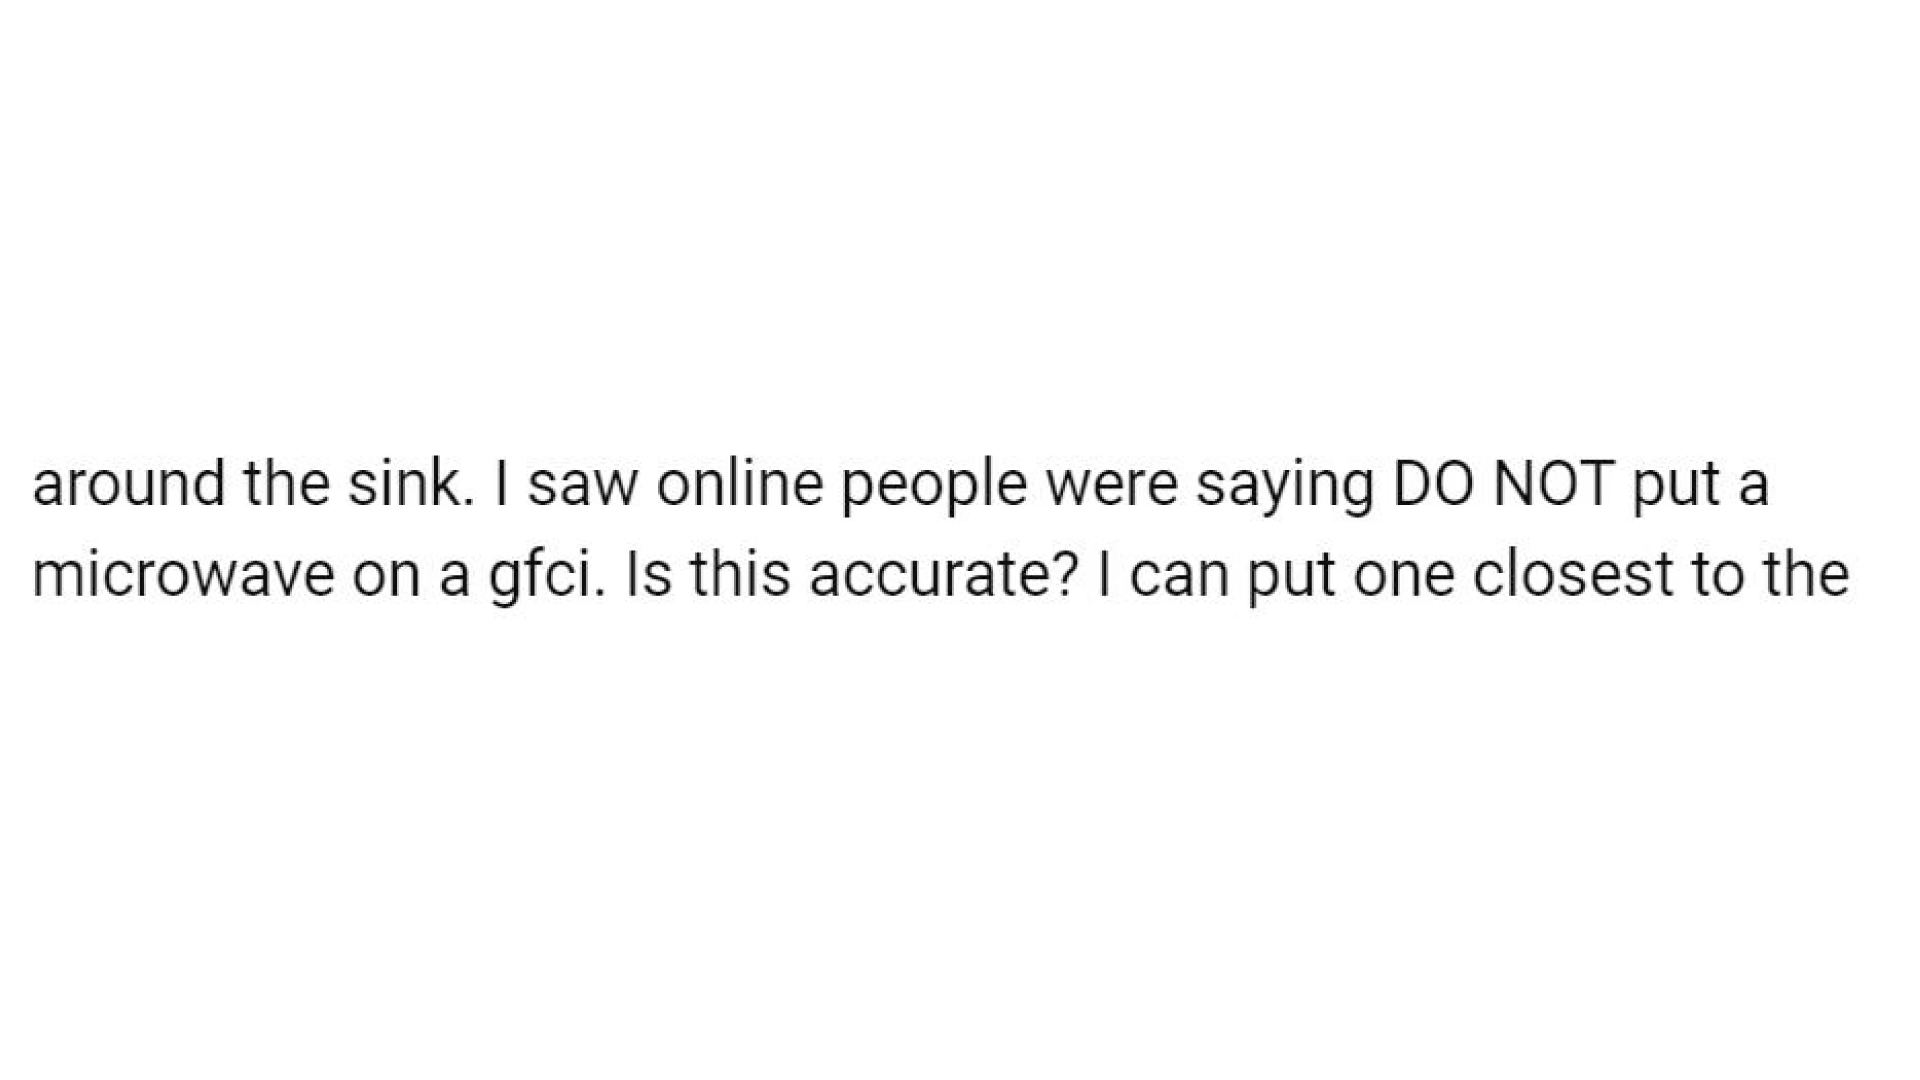 around the sink. I saw online people were saying DO NOT put a
microwave on a gfci. Is this accurate? I can put one closest to the